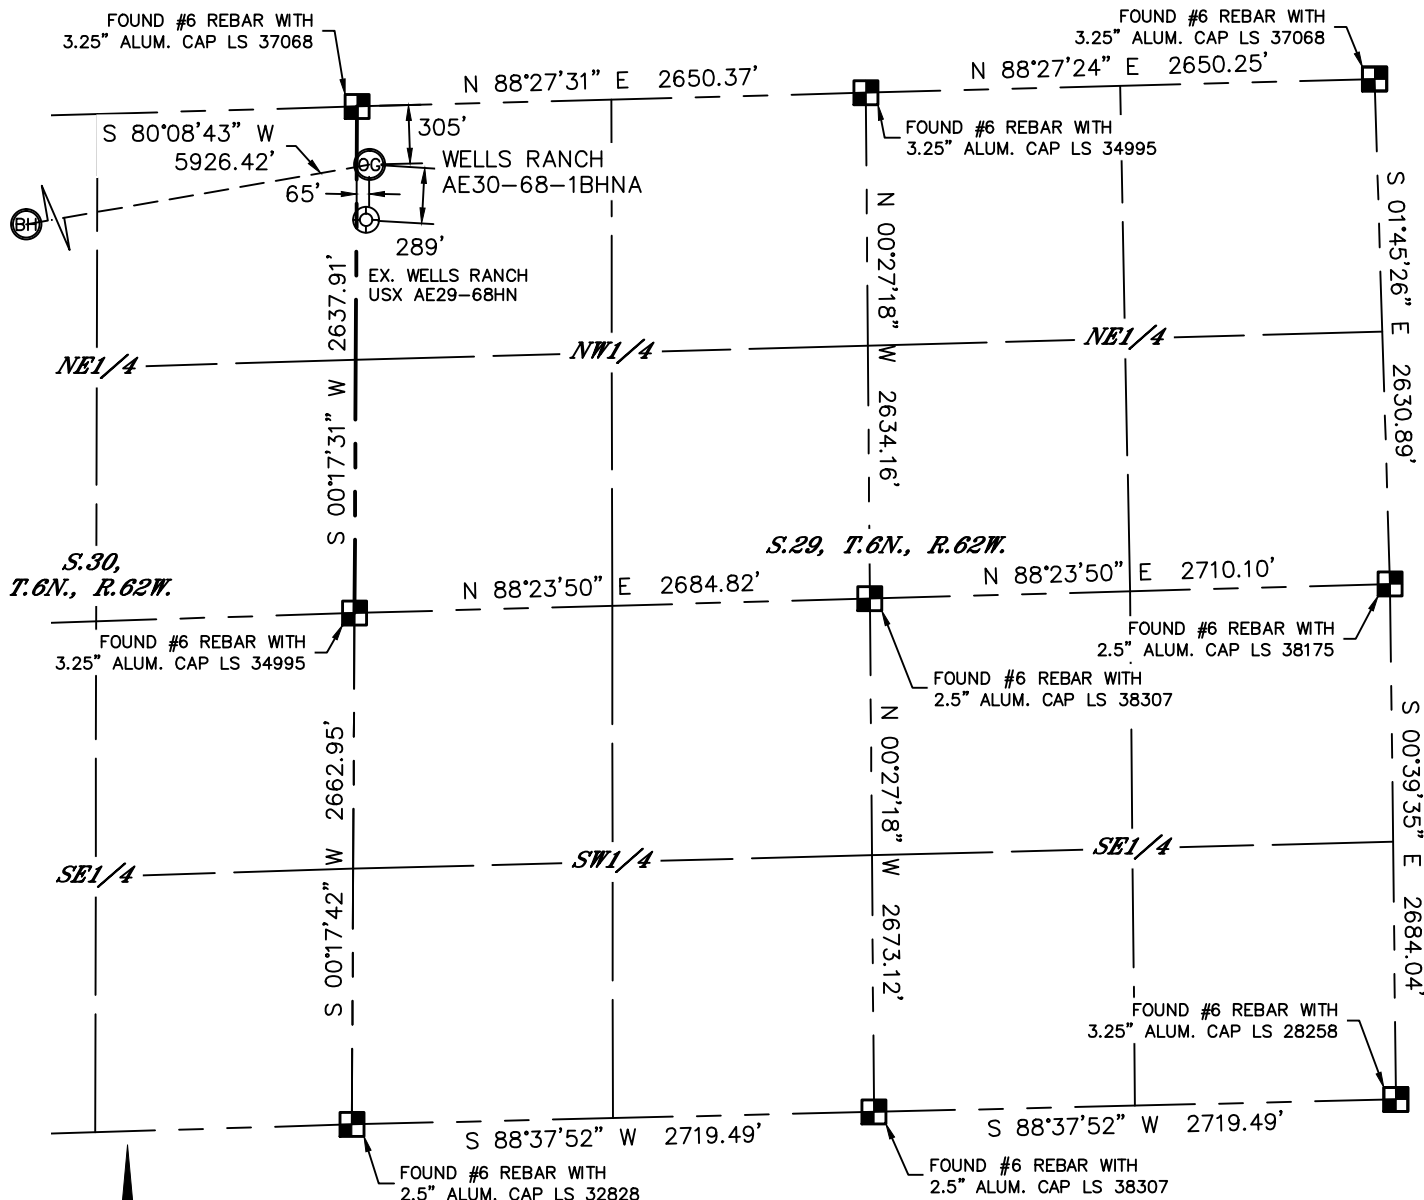 FOUND #6 REBAR WITH
3.25" ALUM. CAP LS 37068
FOUND #6 REBAR WITH
3.25" ALUM. CAP LS 37068
N 88°27'31" E 2650.37'
N 88°27'24" E 2650.25'
S 80°08'43" W
5926.42'
305'
FOUND #6 REBAR WITH
3.25" ALUM. CAP LS 34995
OG
WELLS RANCH
AE30-68-1BHNA
65'
BH
289'
EX. WELLS RANCH
USX AE29-68HN
S 00°17'31" W 2637.91'
N 00°27'18" W 2634.16'
S 01°45'26" E 2630.89'
NE1/4
NW1/4
NE1/4
S.30,
T.6N., R.62W.
S.29, T.6N., R.62W.
N 88°23'50" E 2684.82'
N 88°23'50" E 2710.10'
FOUND #6 REBAR WITH
3.25" ALUM. CAP LS 34995
FOUND #6 REBAR WITH
2.5" ALUM. CAP LS 38175
FOUND #6 REBAR WITH
2.5" ALUM. CAP LS 38307
S 00°17'42" W 2662.95'
N 00°27'18" W 2673.12'
S 00°39'35" E 2684.04'
SE1/4
SW1/4
SE1/4
FOUND #6 REBAR WITH
3.25" ALUM. CAP LS 28258
S 88°37'52" W 2719.49'
S 88°37'52" W 2719.49'
FOUND #6 REBAR WITH
2.5" ALUM. CAP LS 32828
FOUND #6 REBAR WITH
2.5" ALUM. CAP LS 38307